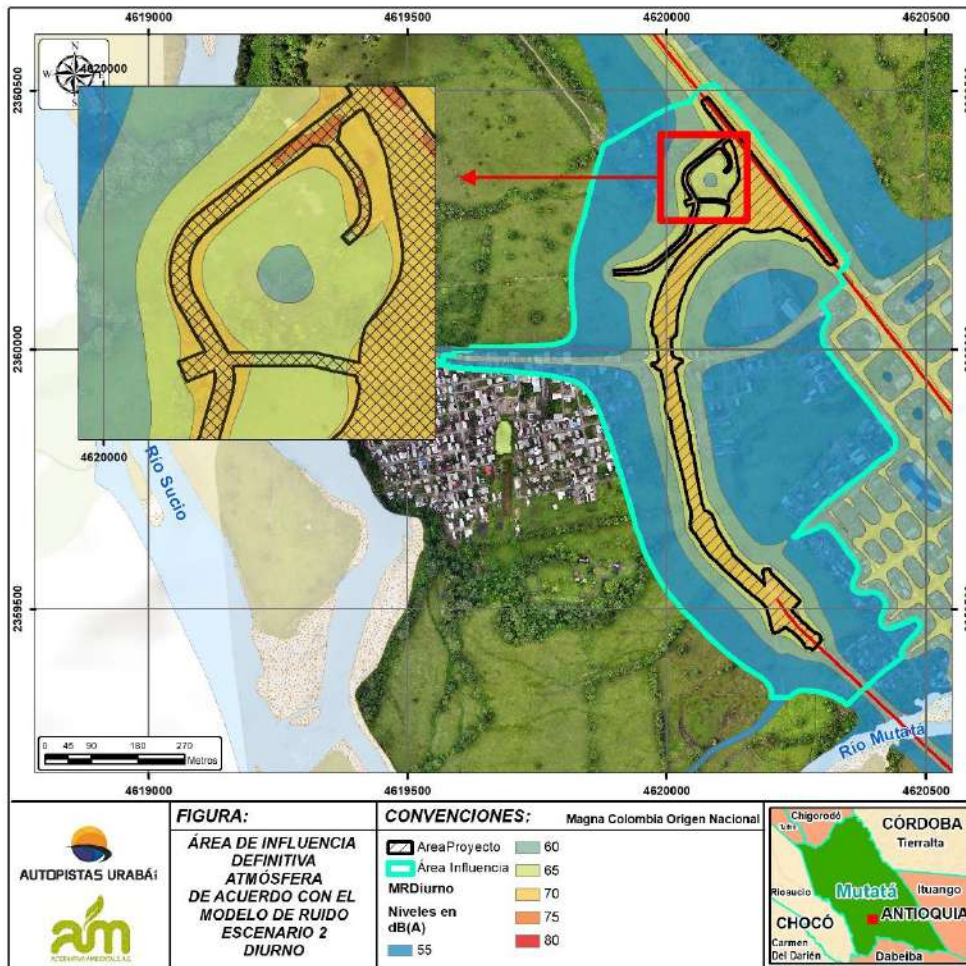 4619000
4619500
4620000
4620500
N
W
E
S
4620000
2360500
2360000
2359500
4620000
Río Sucio
Río Mutatá
0 45 90 180 270
Metros
4619000
4619500
4620000
4620500
AUTOPISTAS URABÁ
FIGURA:
ÁREA DE INFLUENCIA
DEFINITIVA
ATMÓSFERA
DE ACUERDO CON EL
MODELO DE RUIDO
ESCENARIO 2
DIURNO
CONVENCIONES:
Magna Colombia Origen Nacional
AreaProyecto
Área Influencia
MRDiurno
Niveles en
dB(A)
55
60
65
70
75
80
Chigorodó
CÓRDOBA
Tierralta
Riosucio
Mutatá
Ituango
ANTIOQUIA
CHOCÓ
Carmen
Del Darién
Dabeiba